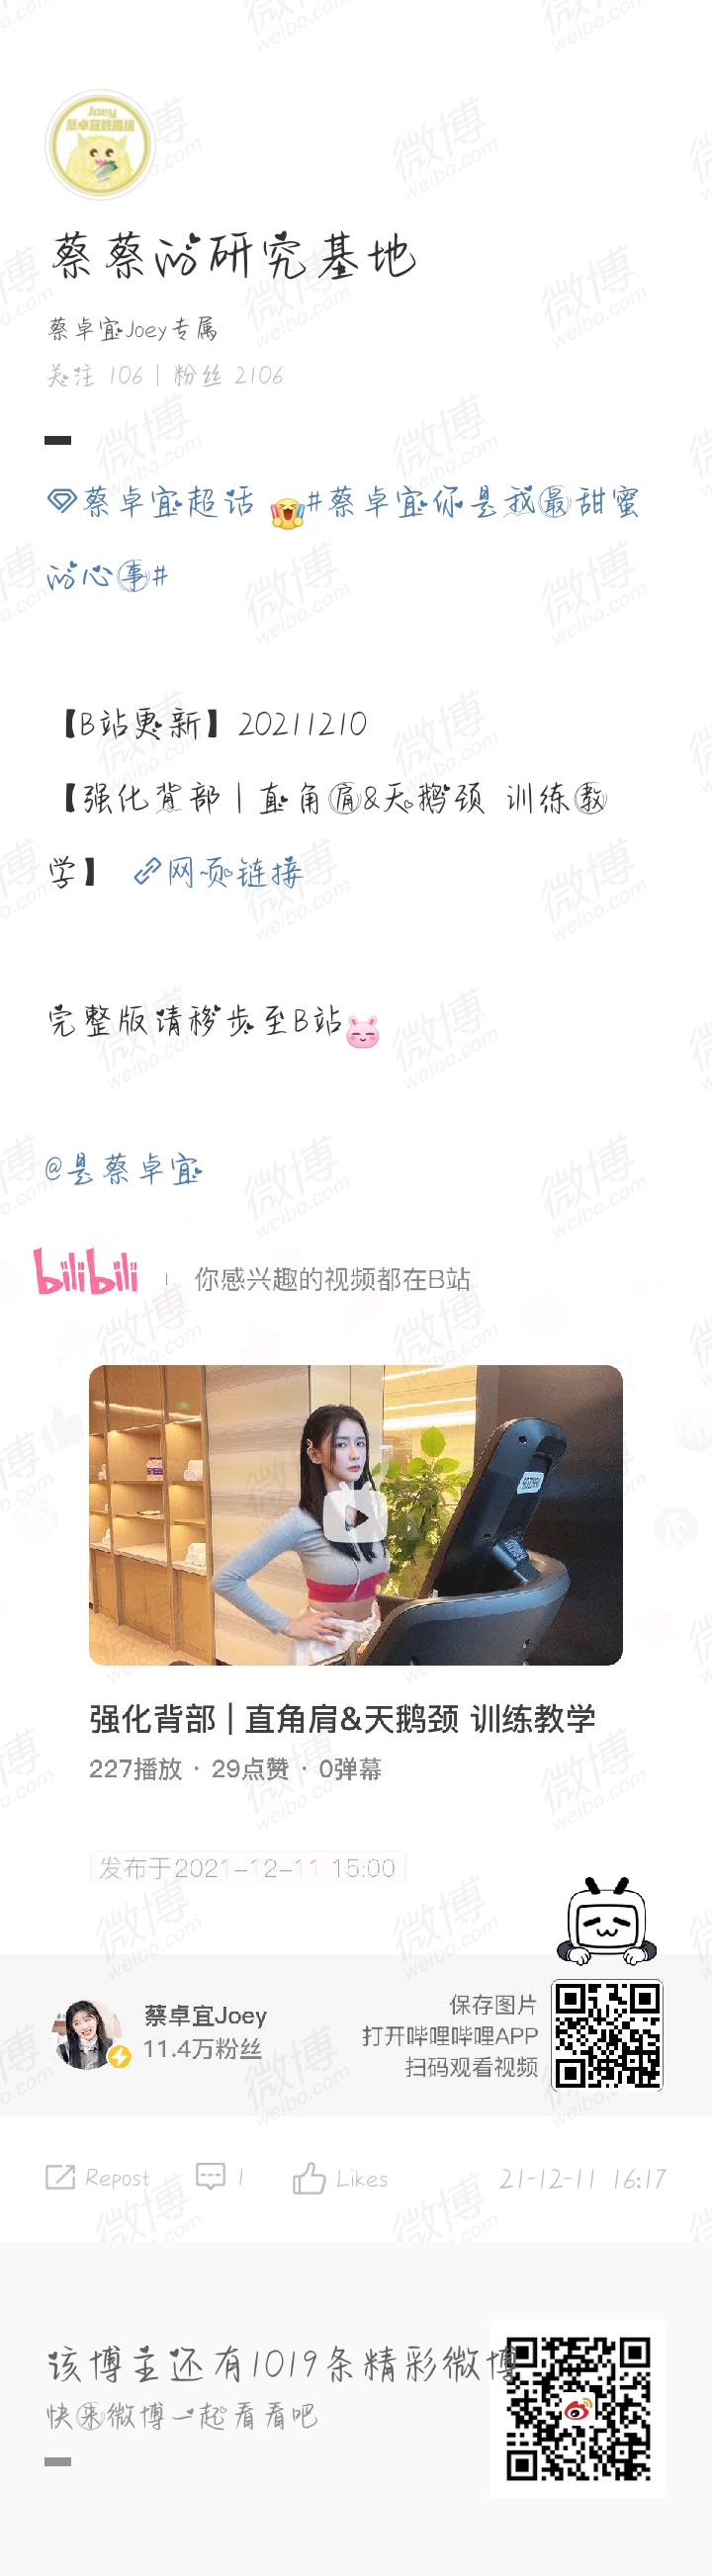 Joey
蔡卓宜数据组
蔡蔡的研究基地
蔡卓宜Joey专属
关注 106 | 粉丝 2106
蔡卓宜超话 #蔡卓宜你是我最甜蜜
的心事#
【B站更新】20211210
【强化背部 | 直角肩&天鹅颈 训练教
学】 网页链接
完整版请移步至B站
@是蔡卓宜
bilibili | 你感兴趣的视频都在B站
强化背部 | 直角肩&天鹅颈 训练教学
227播放 · 29点赞 · 0弹幕
发布于2021-12-11 15:00
蔡卓宜Joey
11.4万粉丝
保存图片
打开哔哩哔哩APP
扫码观看视频
Repost 1 Likes 21-12-11 16:17
该博主还有1019条精彩微博
快来微博一起看看吧
微博
weibo.com